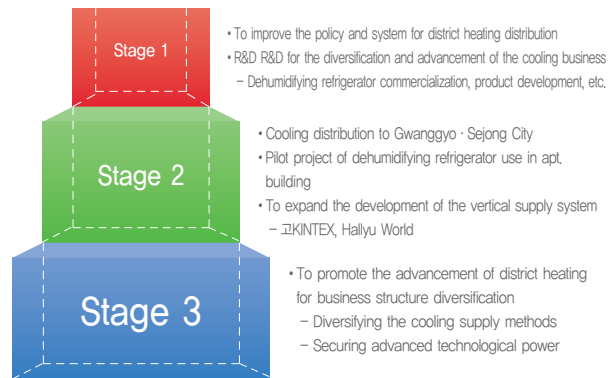 Stage 1
• To improve the policy and system for district heating distribution
• R&D R&D for the diversification and advancement of the cooling business
– Dehumidifying refrigerator commercialization, product development, etc.
Stage 2
• Cooling distribution to Gwanggyo · Sejong City
• Pilot project of dehumidifying refrigerator use in apt.
building
• To expand the development of the vertical supply system
– 고KINTEX, Hallyu World
Stage 3
• To promote the advancement of district heating
for business structure diversification
– Diversifying the cooling supply methods
– Securing advanced technological power